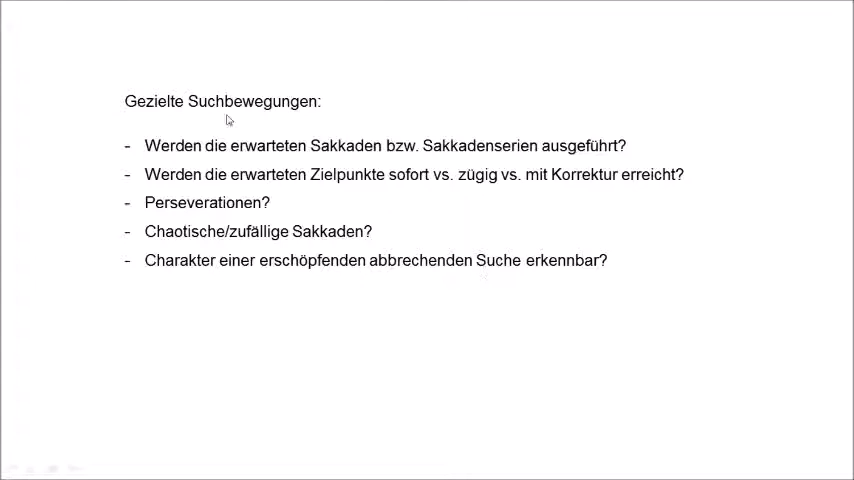 Gezielte Suchbewegungen:
- Werden die erwarteten Sakkaden bzw. Sakkadenserien ausgeführt?
- Werden die erwarteten Zielpunkte sofort vs. zügig vs. mit Korrektur erreicht?
- Perseverationen?
- Chaotische/zufällige Sakkaden?
- Charakter einer erschöpfenden abbrechenden Suche erkennbar?